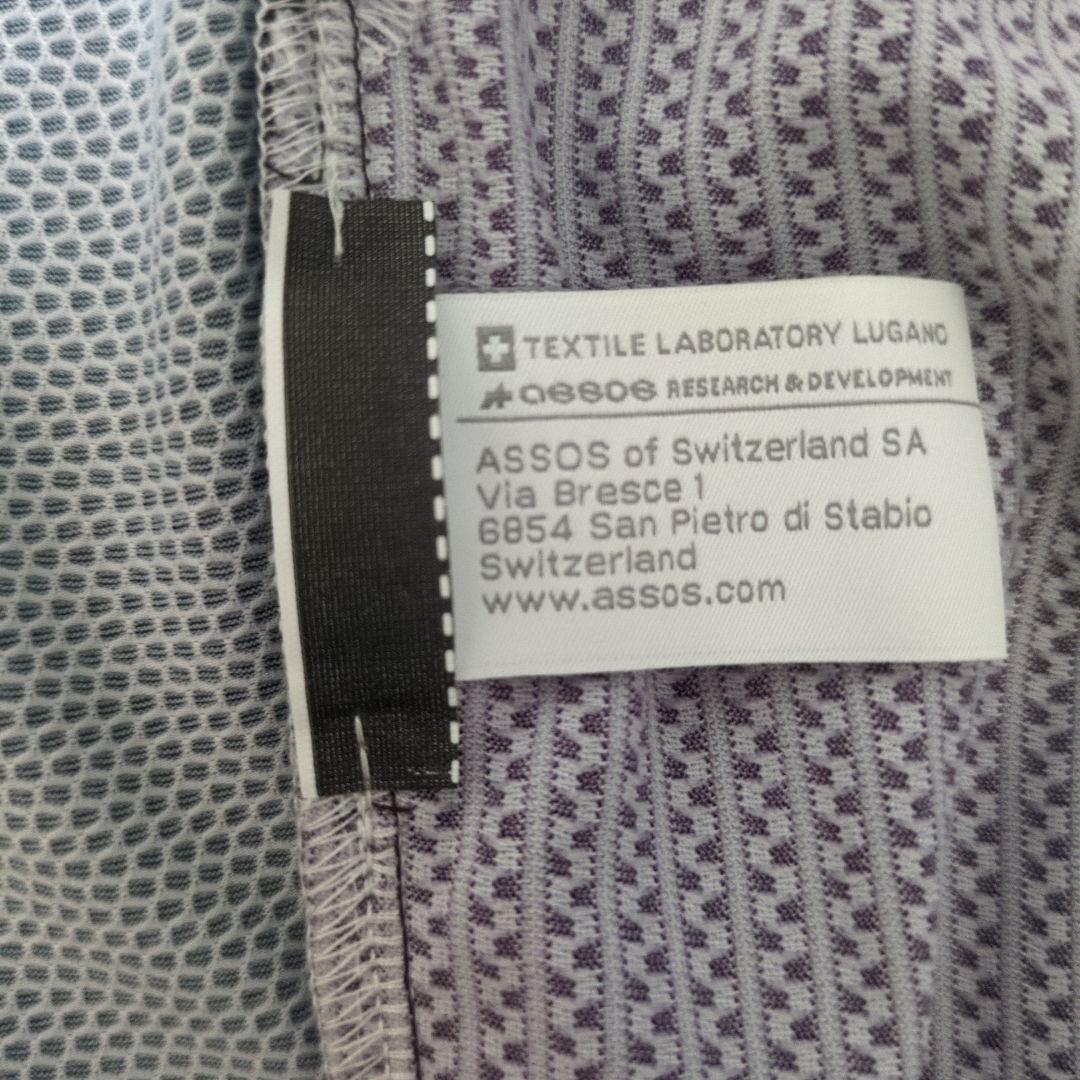 TEXTILE LABORATORY LUGANO
assos RESEARCH & DEVELOPMENT
ASSOS of Switzerland SA
Via Bresce 1
6854 San Pietro di Stabio
Switzerland
www.assos.com